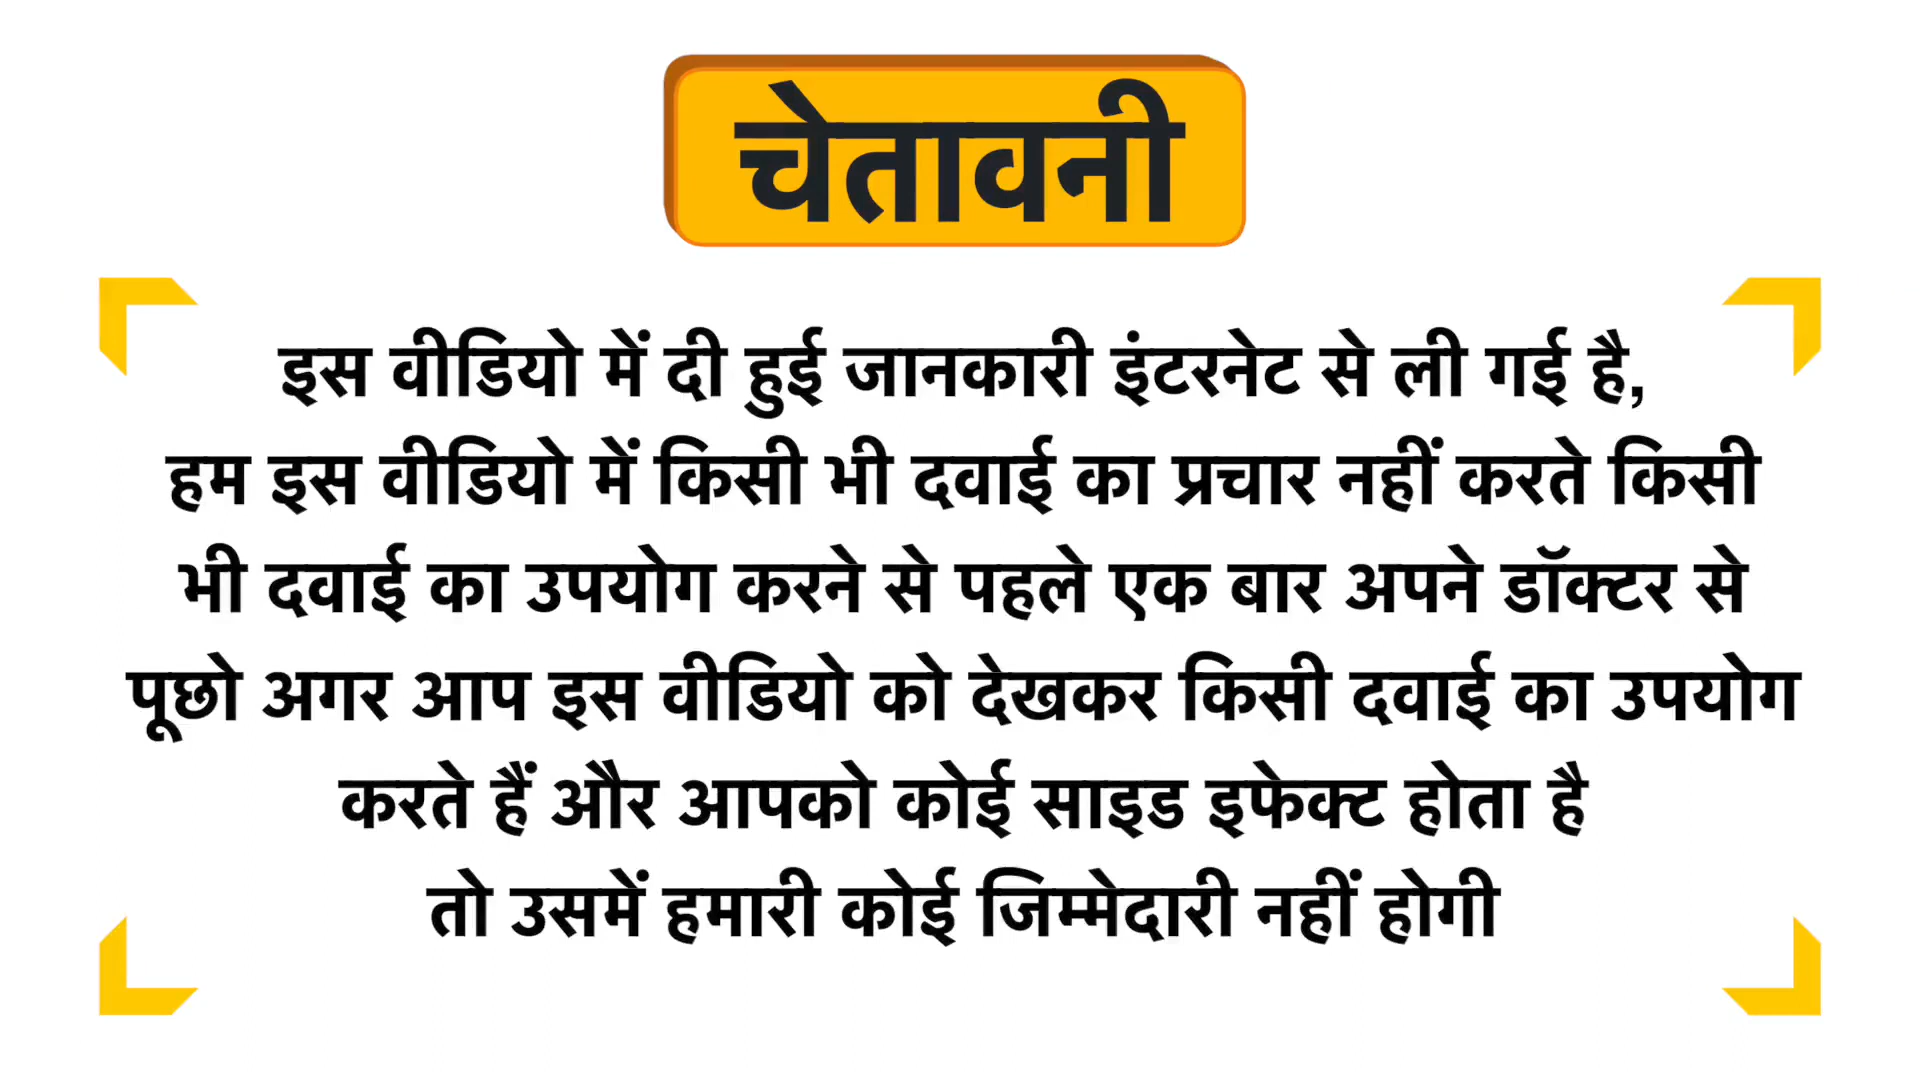 चेतावनी
इस वीडियो में दी हुई जानकारी इंटरनेट से ली गई है,
हम इस वीडियो में किसी भी दवाई का प्रचार नहीं करते किसी
भी दवाई का उपयोग करने से पहले एक बार अपने डॉक्टर से
पूछो अगर आप इस वीडियो को देखकर किसी दवाई का उपयोग
करते हैं और आपको कोई साइड इफेक्ट होता है
तो उसमें हमारी कोई जिम्मेदारी नहीं होगी